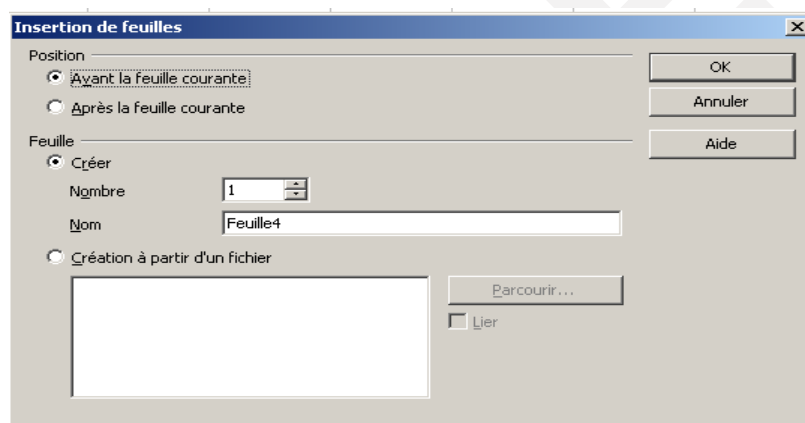 Insertion de feuilles
Position
Avant la feuille courante
Après la feuille courante
OK
Annuler
Aide
Feuille
Créer
Nombre
1
Nom
Feuille4
Création à partir d'un fichier
Parcourir...
Lier